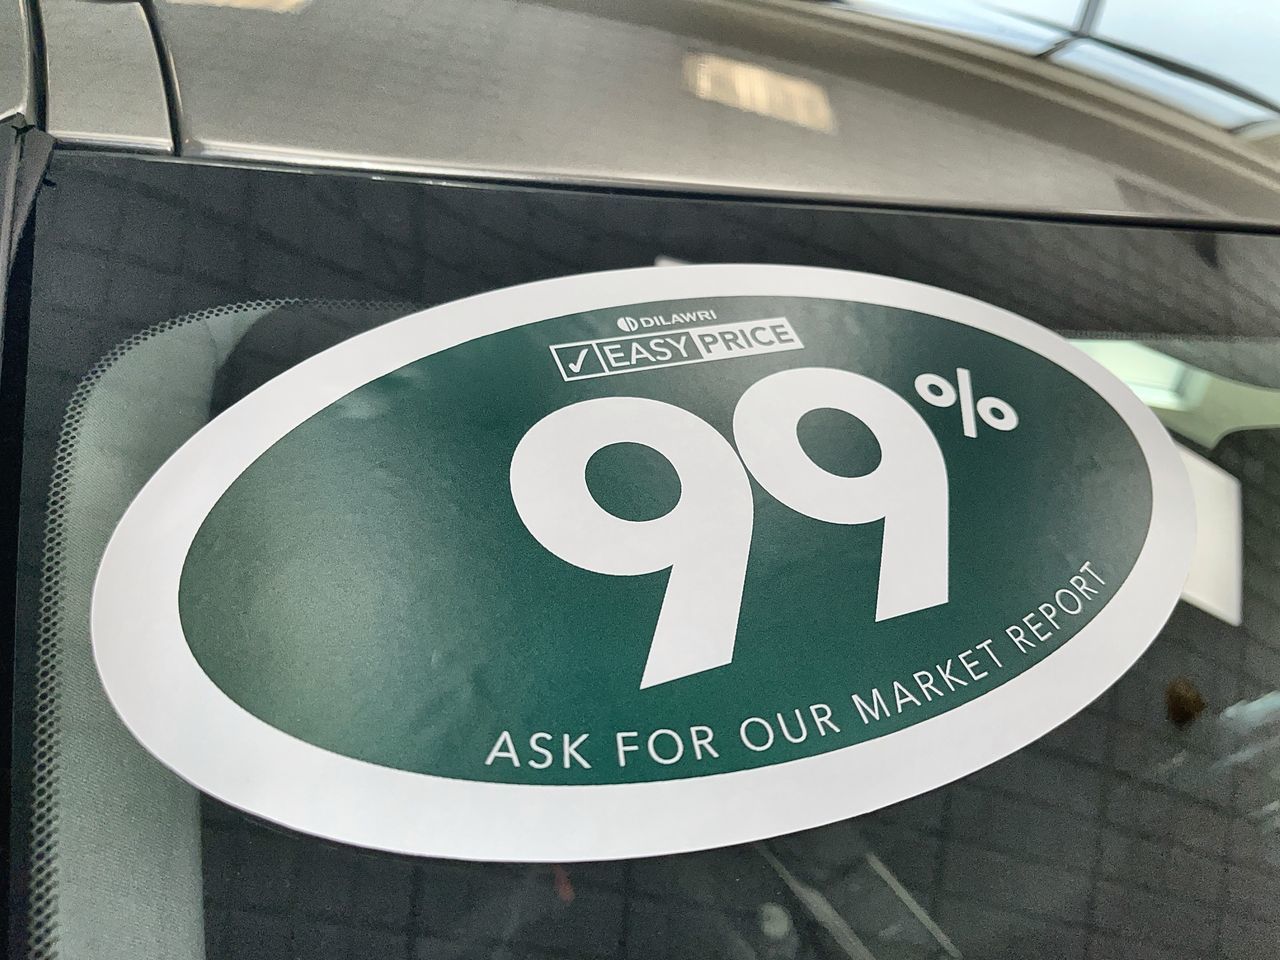 DILAWRI
✓ EASY PRICE
99%
ASK FOR OUR MARKET REPORT